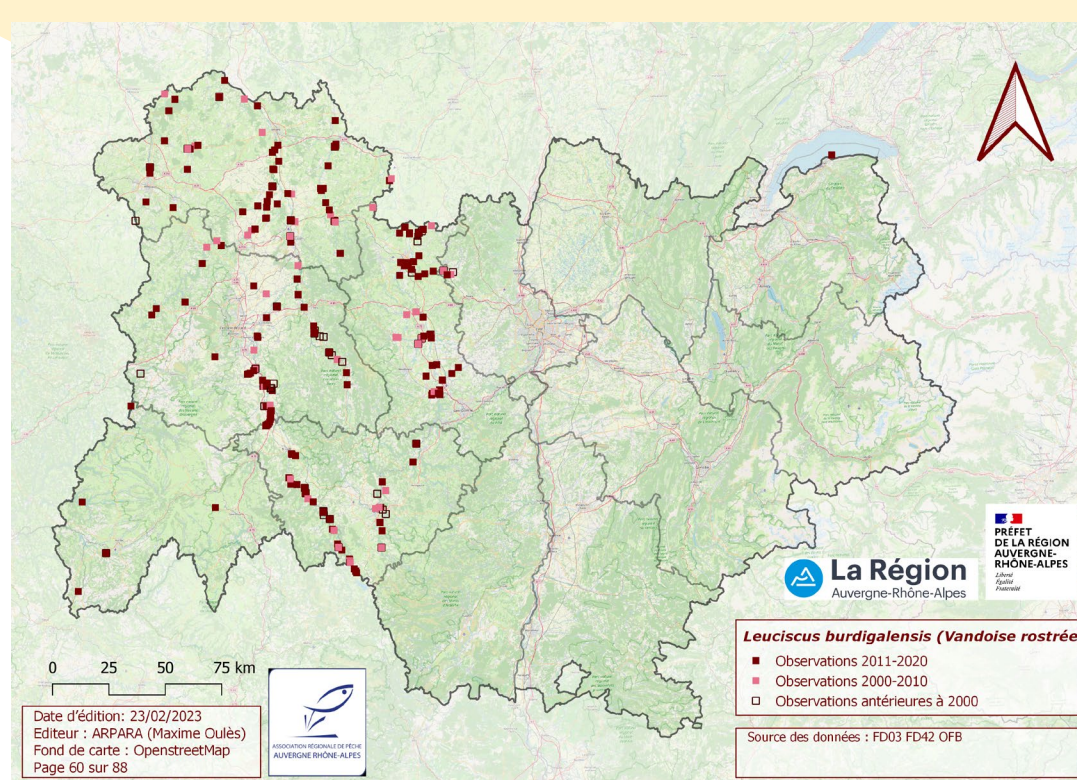 PRÉFET
DE LA RÉGION
AUVERGNE-
RHÔNE-ALPES
Liberté
Égalité
Fraternité
La Région
Auvergne-Rhône-Alpes
Leuciscus burdigalensis (Vandoise rostrée
Observations 2011-2020
Observations 2000-2010
Observations antérieures à 2000
Source des données : FD03 FD42 OFB
0 25 50 75 km
ASSOCIATION RÉGIONALE DE PÊCHE
AUVERGNE RHÔNE-ALPES
Date d'édition: 23/02/2023
Editeur : ARPARA (Maxime Oulès)
Fond de carte : OpenstreetMap
Page 60 sur 88